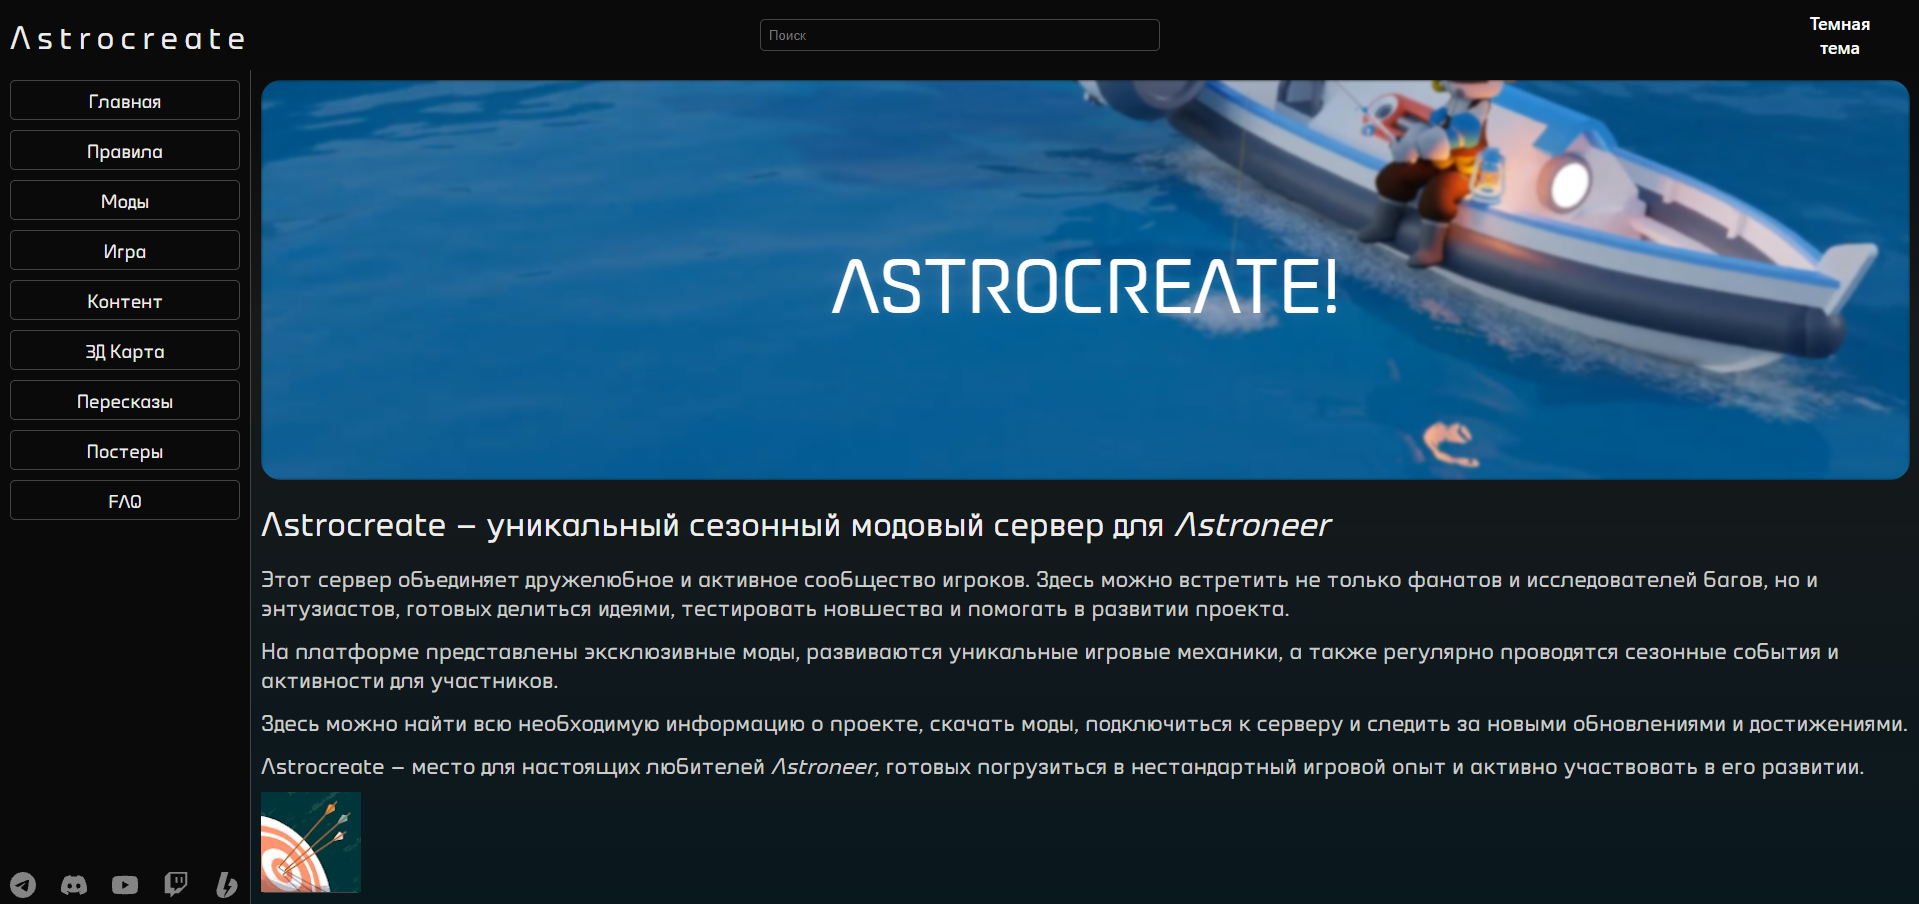 Astrocreate
Поиск
Темная
тема
Главная
Правила
Моды
Игра
Контент
3Д Карта
Пересказы
Постеры
FAQ
ASTROCREATE!
Astrocreate – уникальный сезонный модовый сервер для Astroneer
Этот сервер объединяет дружелюбное и активное сообщество игроков. Здесь можно встретить не только фанатов и исследователей багов, но и
энтузиастов, готовых делиться идеями, тестировать новшества и помогать в развитии проекта.
На платформе представлены эксклюзивные моды, развиваются уникальные игровые механики, а также регулярно проводятся сезонные события и
активности для участников.
Здесь можно найти всю необходимую информацию о проекте, скачать моды, подключиться к серверу и следить за новыми обновлениями и достижениями.
Astrocreate – место для настоящих любителей Astroneer, готовых погрузиться в нестандартный игровой опыт и активно участвовать в его развитии.